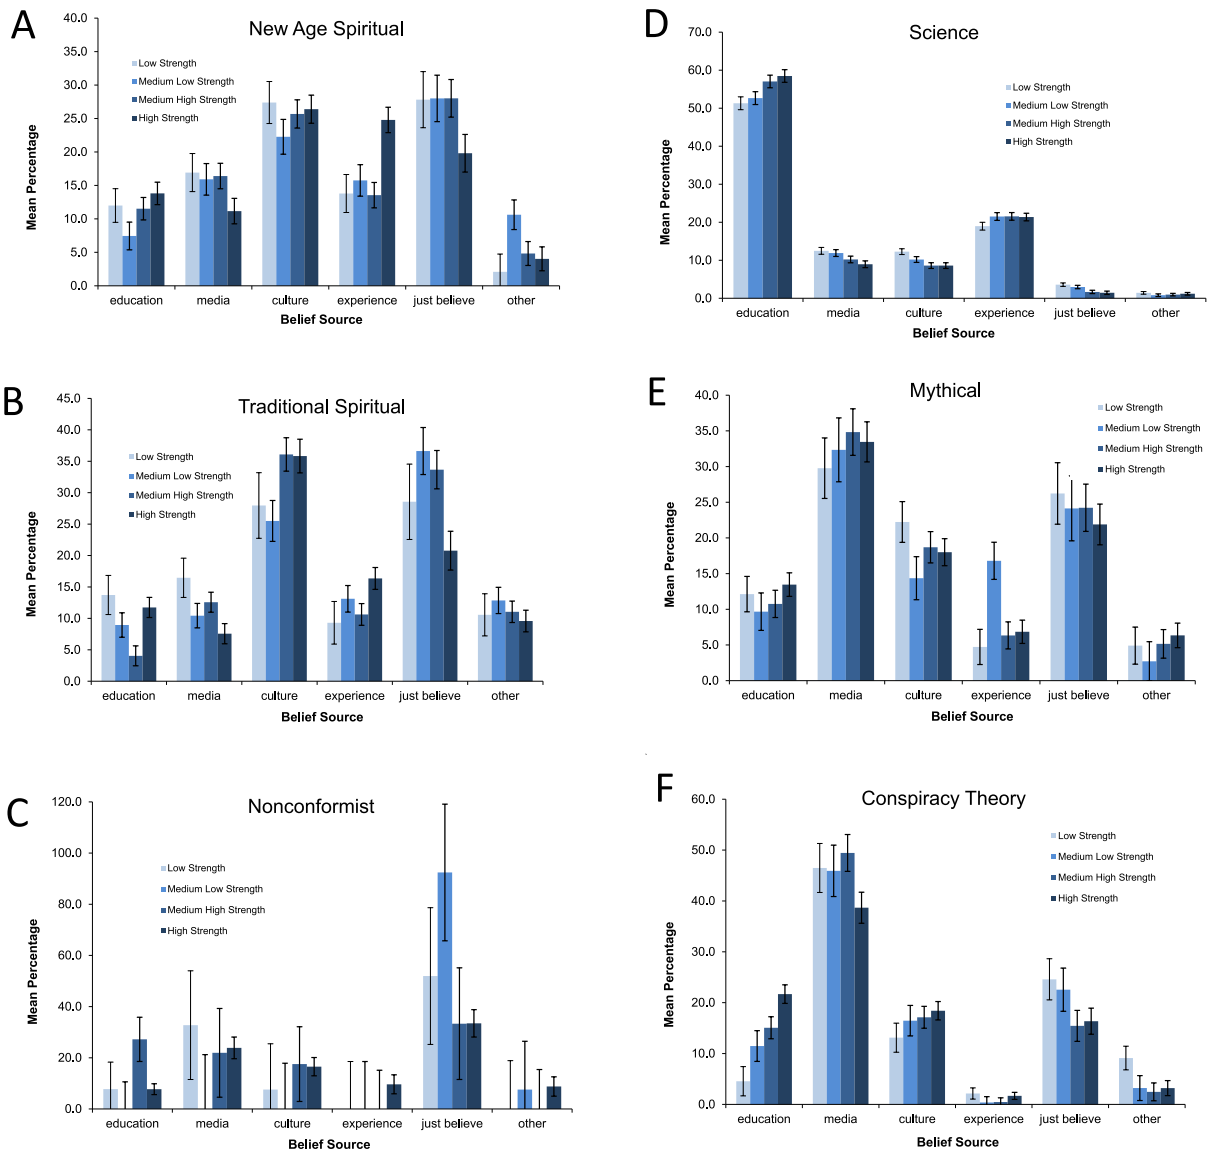 A
New Age Spiritual
Low Strength
Medium Low Strength
Medium High Strength
High Strength
Mean Percentage
40.0
35.0
30.0
25.0
20.0
15.0
10.0
5.0
0.0
education media culture experience just believe other
Belief Source
D
Science
Low Strength
Medium Low Strength
Medium High Strength
High Strength
Mean Percentage
70.0
60.0
50.0
40.0
30.0
20.0
10.0
0.0
education media culture experience just believe other
Belief Source
B
Traditional Spiritual
Low Strength
Medium Low Strength
Medium High Strength
High Strength
Mean Percentage
45.0
40.0
35.0
30.0
25.0
20.0
15.0
10.0
5.0
0.0
education media culture experience just believe other
Belief Source
E
Mythical
Low Strength
Medium Low Strength
Medium High Strength
High Strength
Mean Percentage
40.0
35.0
30.0
25.0
20.0
15.0
10.0
5.0
0.0
education media culture experience just believe other
Belief Source
C
Nonconformist
Low Strength
Medium Low Strength
Medium High Strength
High Strength
Mean Percentage
120.0
100.0
80.0
60.0
40.0
20.0
0.0
education media culture experience just believe other
Belief Source
F
Conspiracy Theory
Low Strength
Medium Low Strength
Medium High Strength
High Strength
Mean Percentage
60.0
50.0
40.0
30.0
20.0
10.0
0.0
education media culture experience just believe other
Belief Source